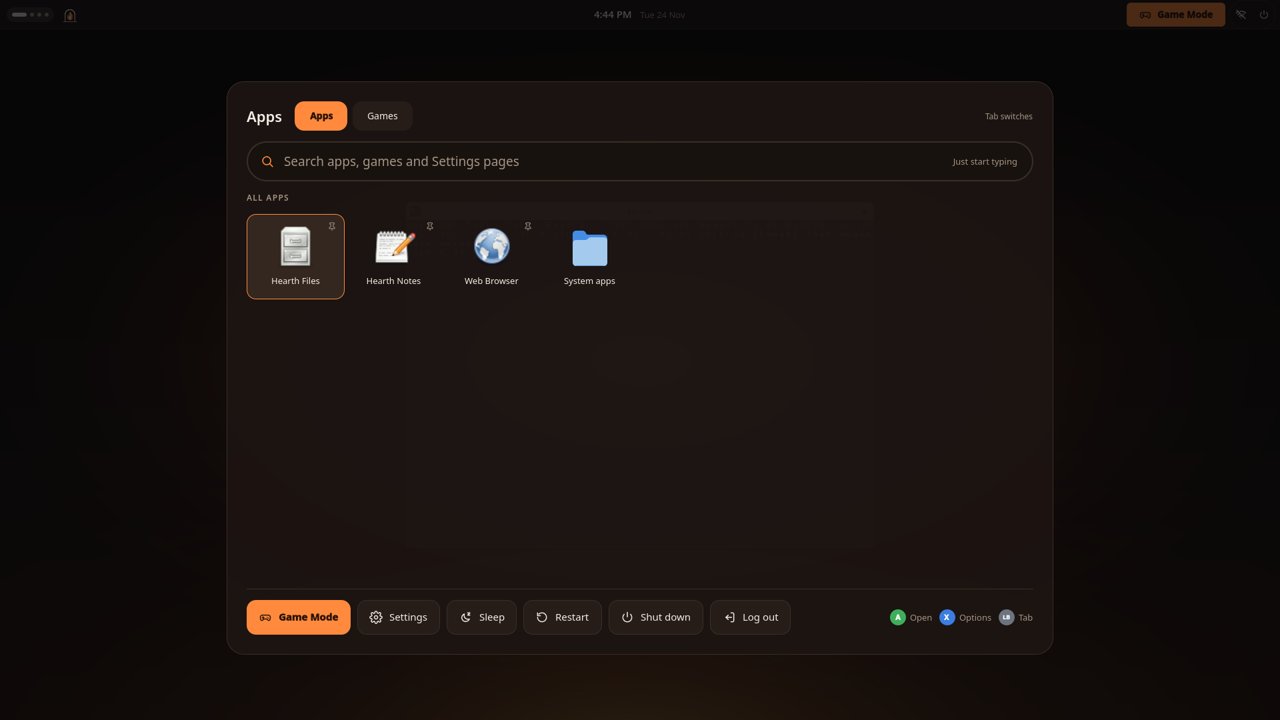 4:44 PM Tue 24 Nov
Game Mode
Apps Apps Games Tab switches
Search apps, games and Settings pages Just start typing
ALL APPS
Hearth Files Hearth Notes Web Browser System apps
Game Mode Settings Sleep Restart Shut down Log out A Open X Options LB Tab